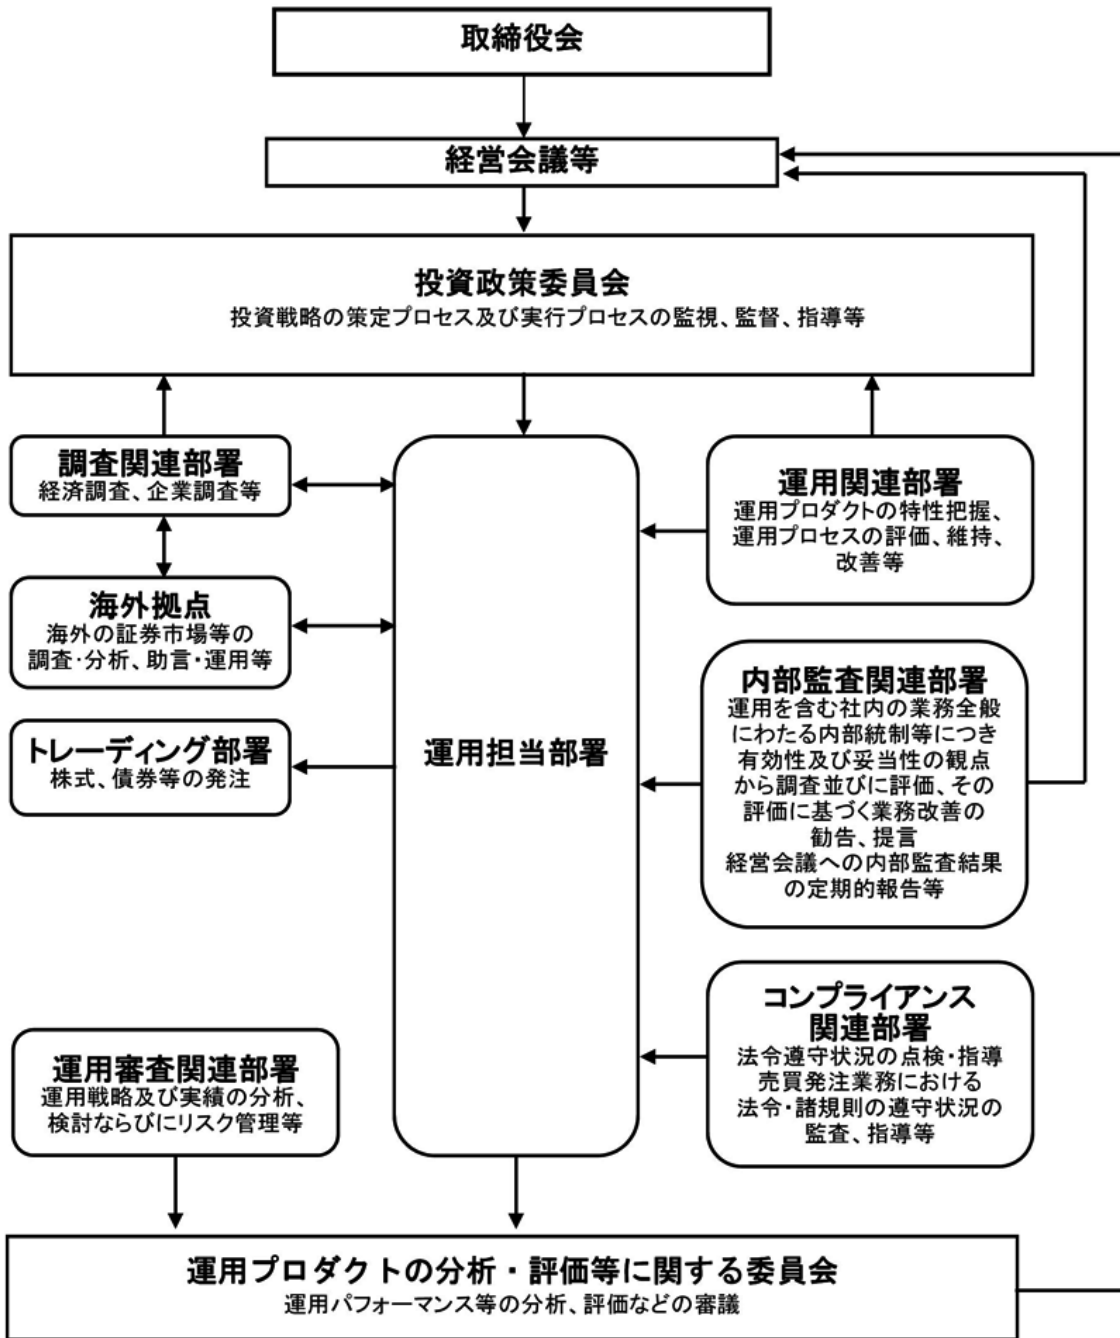 取締役会
経営会議等
投資政策委員会
投資戦略の策定プロセス及び実行プロセスの監視、監督、指導等
調査関連部署
経済調査、企業調査等
海外拠点
海外の証券市場等の
調査・分析、助言・運用等
トレーディング部署
株式、債券等の発注
運用担当部署
運用関連部署
運用プロダクトの特性把握、
運用プロセスの評価、維持、
改善等
内部監査関連部署
運用を含む社内の業務全般
にわたる内部統制等につき
有効性及び妥当性の観点
から調査並びに評価、その
評価に基づく業務改善の
勧告、提言
経営会議への内部監査結果
の定期的報告等
コンプライアンス
関連部署
法令遵守状況の点検・指導
売買発注業務における
法令・諸規則の遵守状況の
監査、指導等
運用審査関連部署
運用戦略及び実績の分析、
検討ならびにリスク管理等
運用プロダクトの分析・評価等に関する委員会
運用パフォーマンス等の分析、評価などの審議